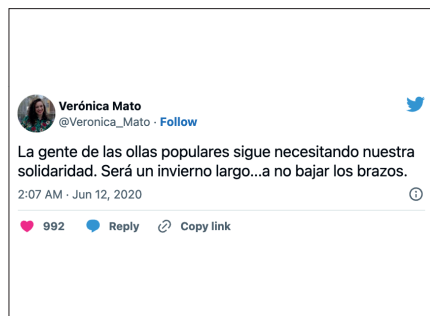 Verónica Mato
@Veronica_Mato · Follow
La gente de las ollas populares sigue necesitando nuestra
solidaridad. Será un invierno largo...a no bajar los brazos.
2:07 AM · Jun 12, 2020
992 Reply Copy link